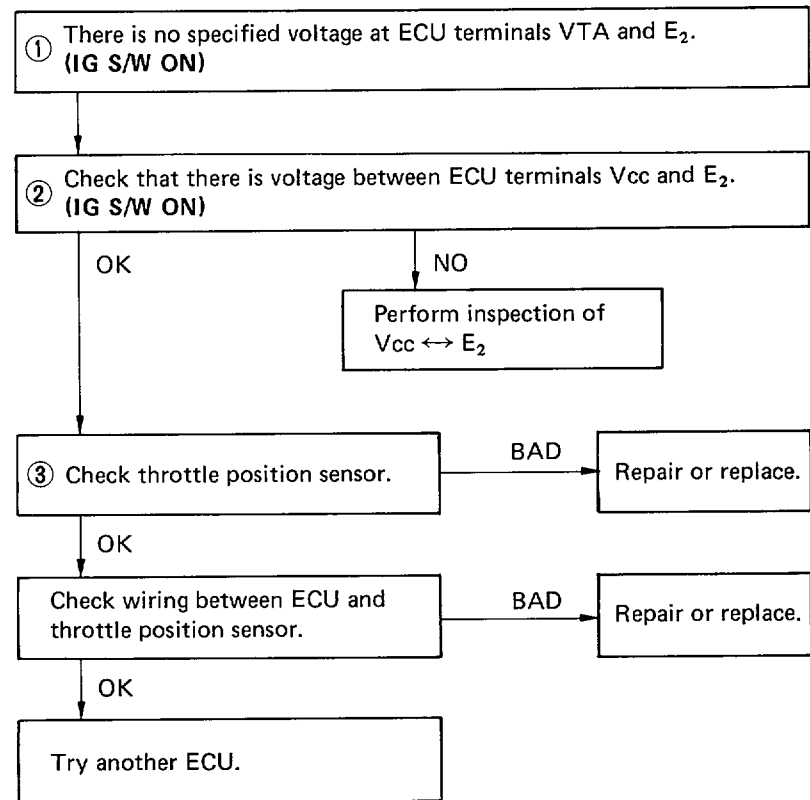 ① There is no specified voltage at ECU terminals VTA and E₂.
(IG S/W ON)
② Check that there is voltage between ECU terminals Vcc and E₂.
(IG S/W ON)
OK
NO
Perform inspection of
Vcc ↔ E₂
③ Check throttle position sensor.
BAD
Repair or replace.
OK
Check wiring between ECU and
throttle position sensor.
BAD
Repair or replace.
OK
Try another ECU.